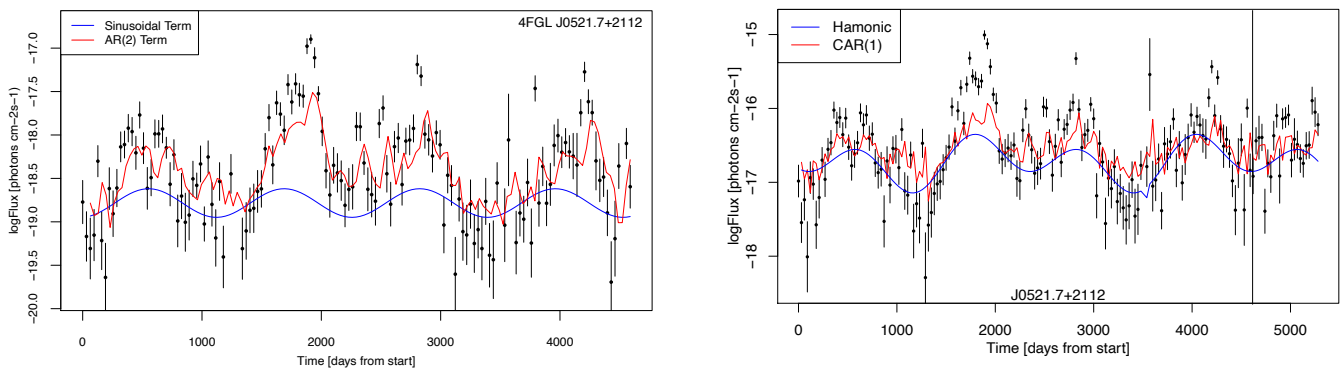 Sinusoidal Term
AR(2) Term
4FGL J0521.7+2112
logFlux [photons cm-2s-1)
-17.0
-17.5
-18.0
-18.5
-19.0
-19.5
-20.0
0
1000
2000
3000
4000
Time [days from start]
Hamonic
CAR(1)
logFlux [photons cm-2s-1]
-15
-16
-17
-18
J0521.7+2112
0
1000
2000
3000
4000
5000
Time [days from start]